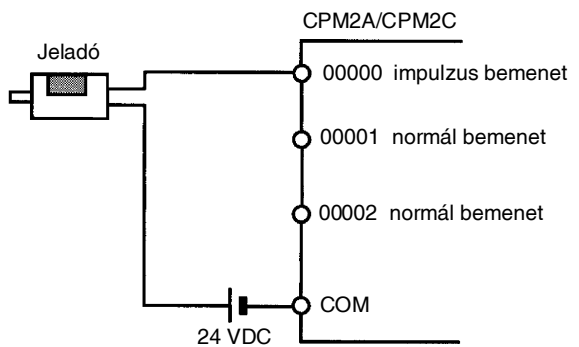 CPM2A/CPM2C
Jeladó
00000 impulzus bemenet
00001 normál bemenet
00002 normál bemenet
COM
24 VDC